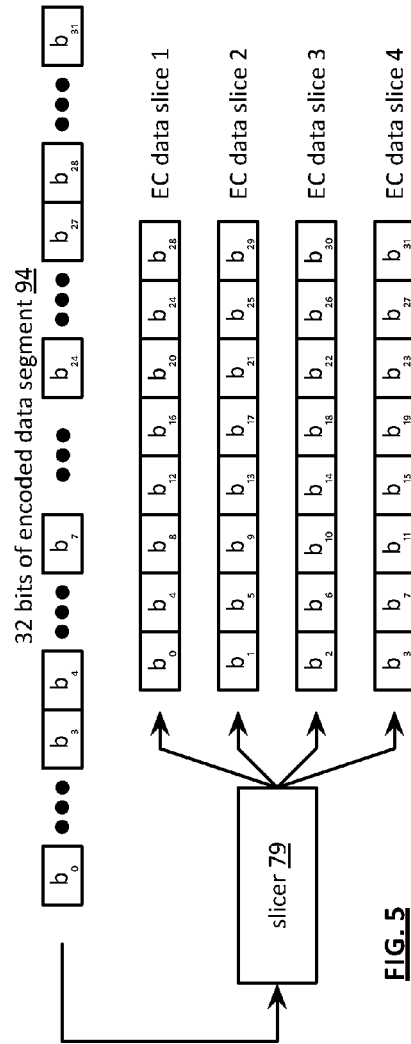 32 bits of encoded data segment 94
b0 ●●● b3 b4 ●●● b7 ●●● b24 ●●● b27 b28 ●●● b31
b0 b4 b8 b12 b16 b20 b24 b28 EC data slice 1
b1 b5 b9 b13 b17 b21 b25 b29 EC data slice 2
slicer 79
b2 b6 b10 b14 b18 b22 b26 b30 EC data slice 3
b3 b7 b11 b15 b19 b23 b27 b31 EC data slice 4
FIG. 5